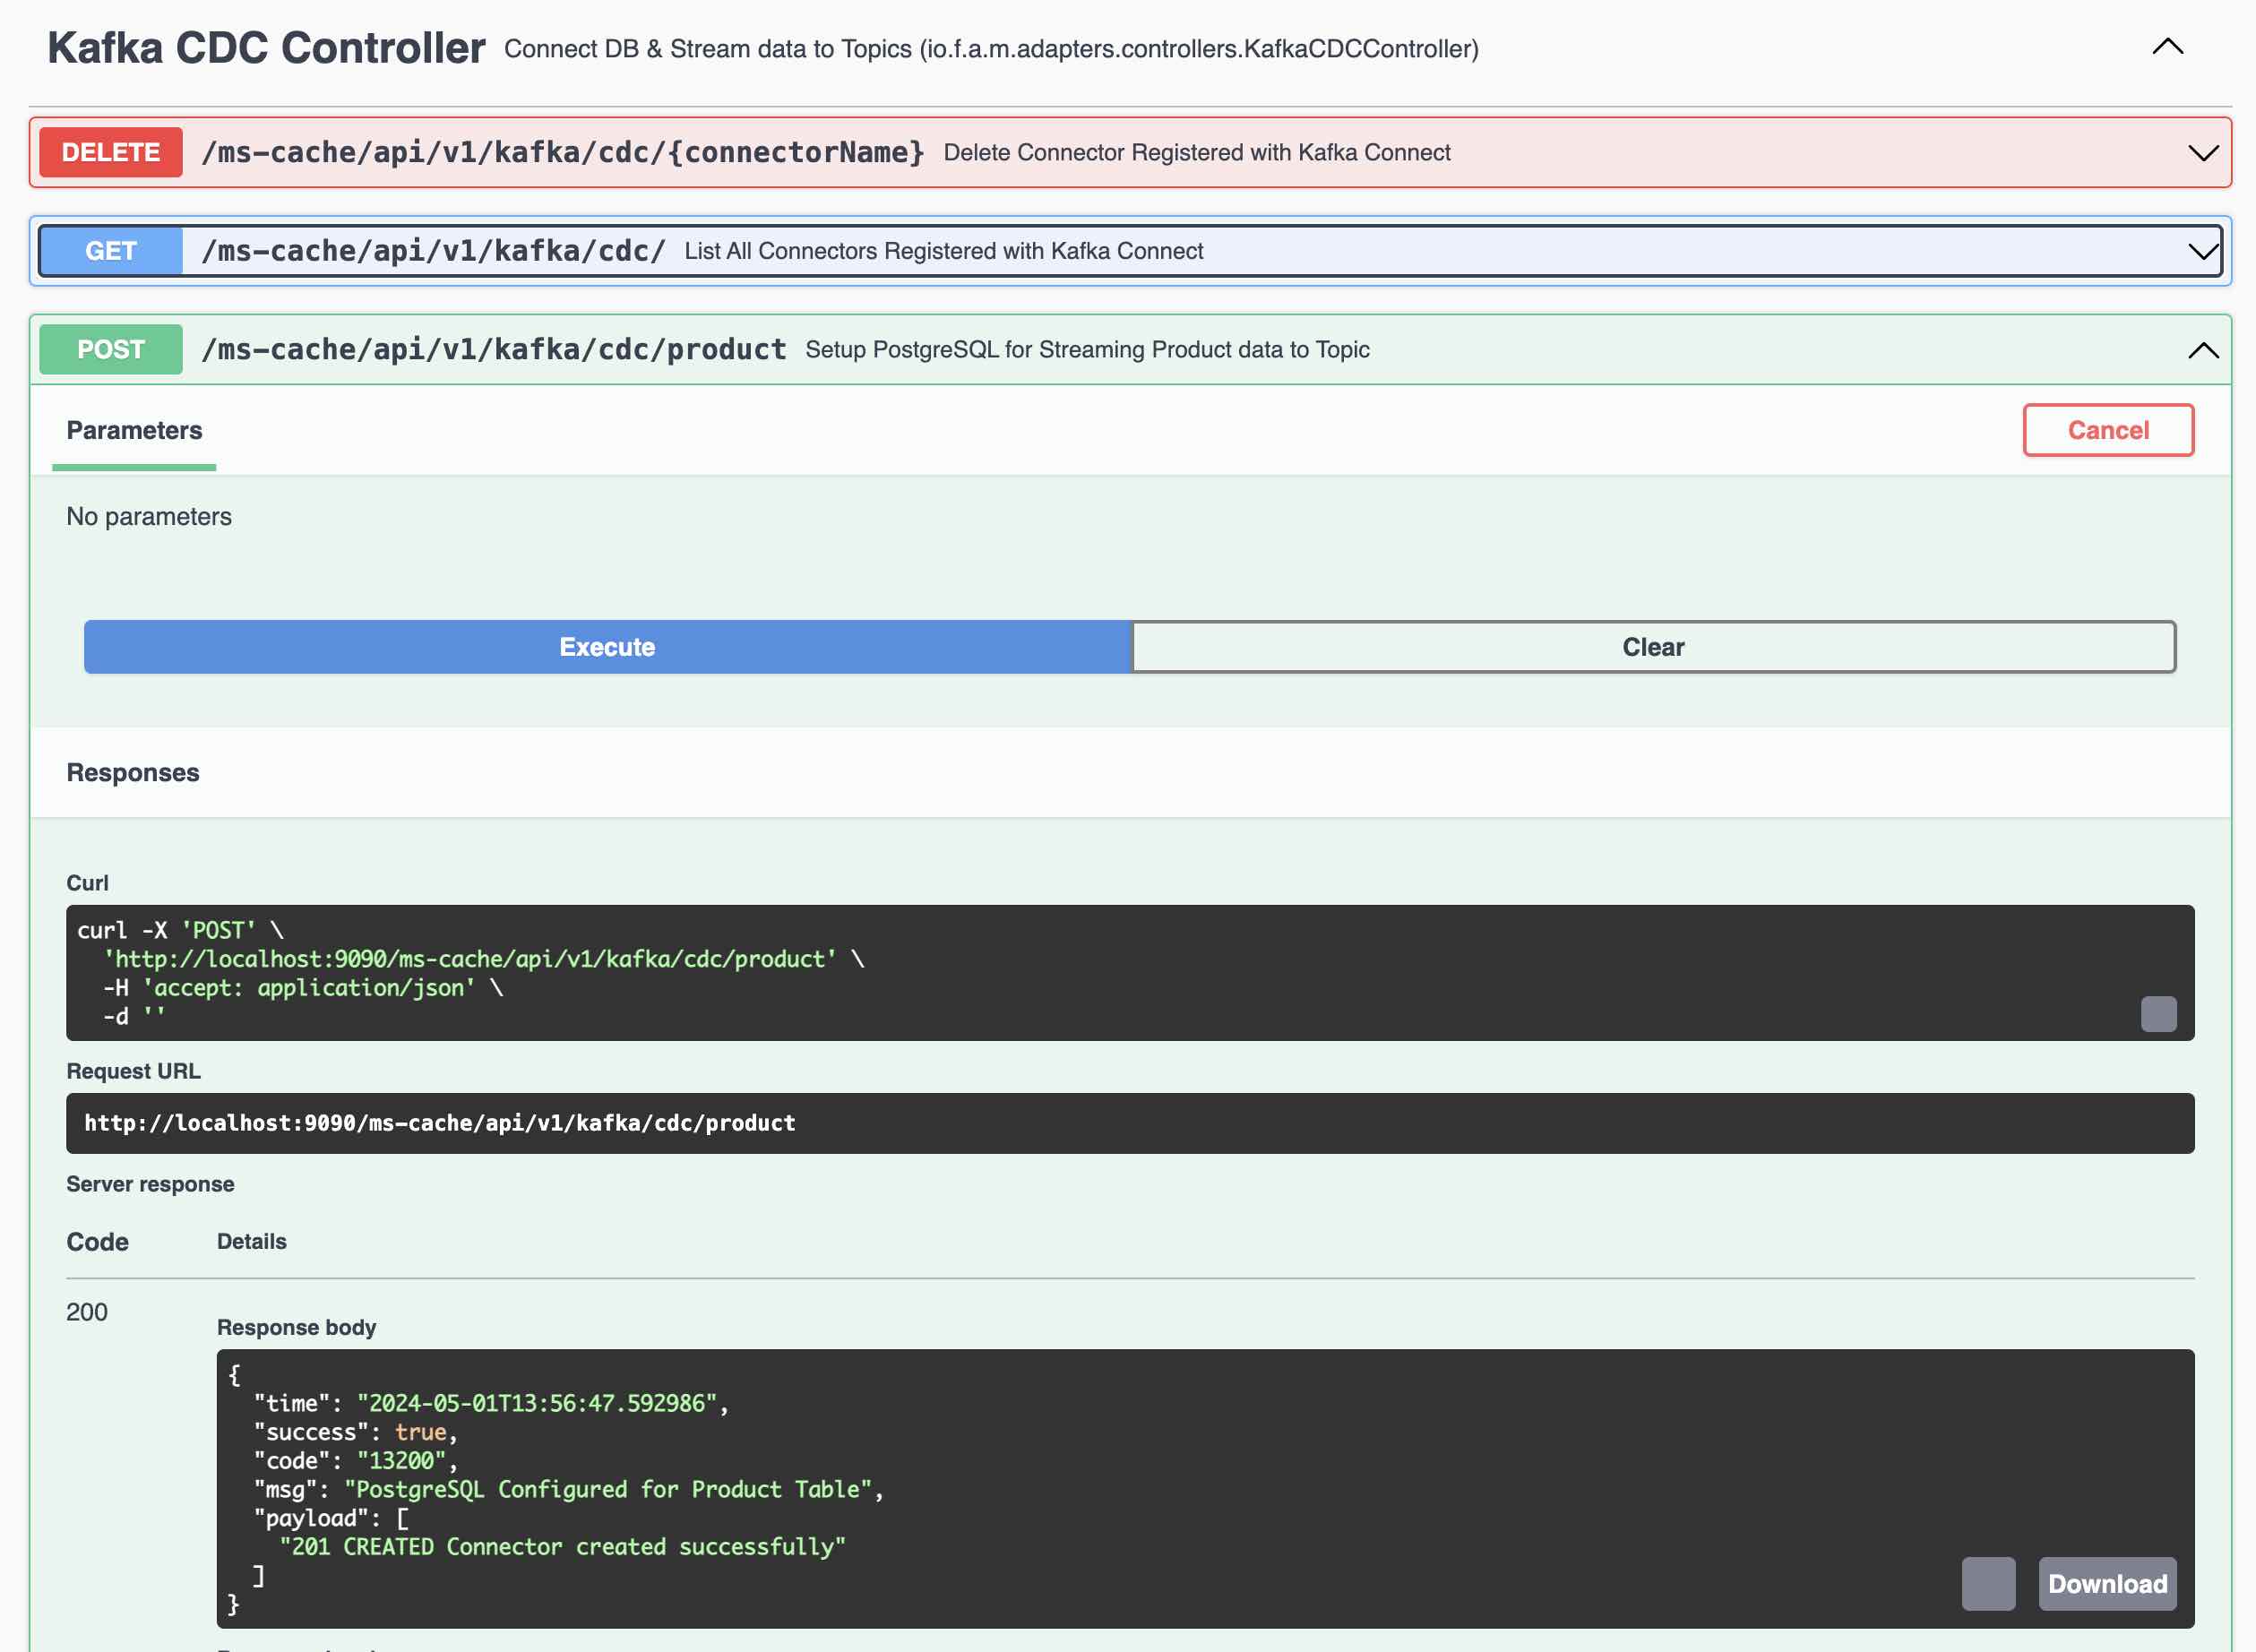 Kafka CDC Controller Connect DB & Stream data to Topics (io.f.a.m.adapters.controllers.KafkaCDCController)
DELETE /ms-cache/api/v1/kafka/cdc/{connectorName} Delete Connector Registered with Kafka Connect
GET /ms-cache/api/v1/kafka/cdc/ List All Connectors Registered with Kafka Connect
POST /ms-cache/api/v1/kafka/cdc/product Setup PostgreSQL for Streaming Product data to Topic
Parameters Cancel
No parameters
Execute Clear
Responses
Curl
curl -X 'POST' \
'http://localhost:9090/ms-cache/api/v1/kafka/cdc/product' \
-H 'accept: application/json' \
-d ''
Request URL
http://localhost:9090/ms-cache/api/v1/kafka/cdc/product
Server response
Code Details
200
Response body
{
"time": "2024-05-01T13:56:47.592986",
"success": true,
"code": "13200",
"msg": "PostgreSQL Configured for Product Table",
"payload": [
"201 CREATED Connector created successfully"
]
}
Download